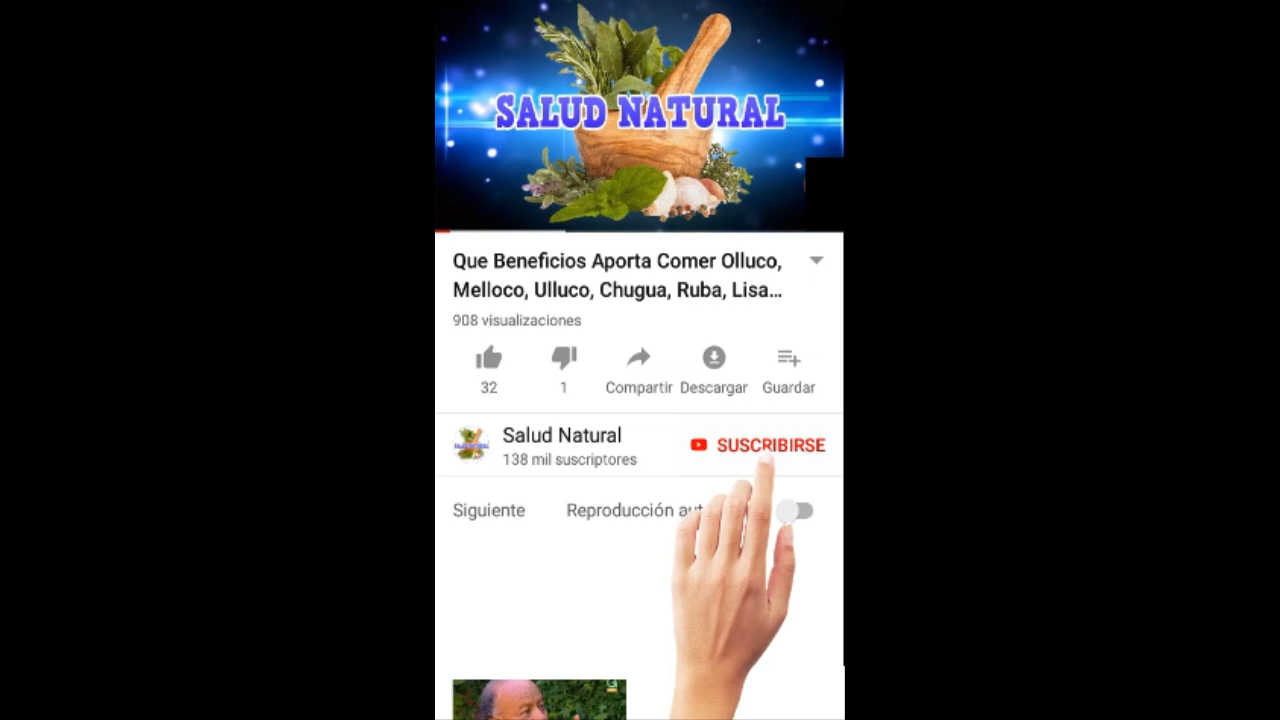 SALUD NATURAL
Que Beneficios Aporta Comer Olluco,
Melloco, Ulluco, Chugua, Ruba, Lisa...
908 visualizaciones
32
1
Compartir
Descargar
Guardar
Salud Natural
SUSCRIBIRSE
138 mil suscriptores
Siguiente
Reproducción aut